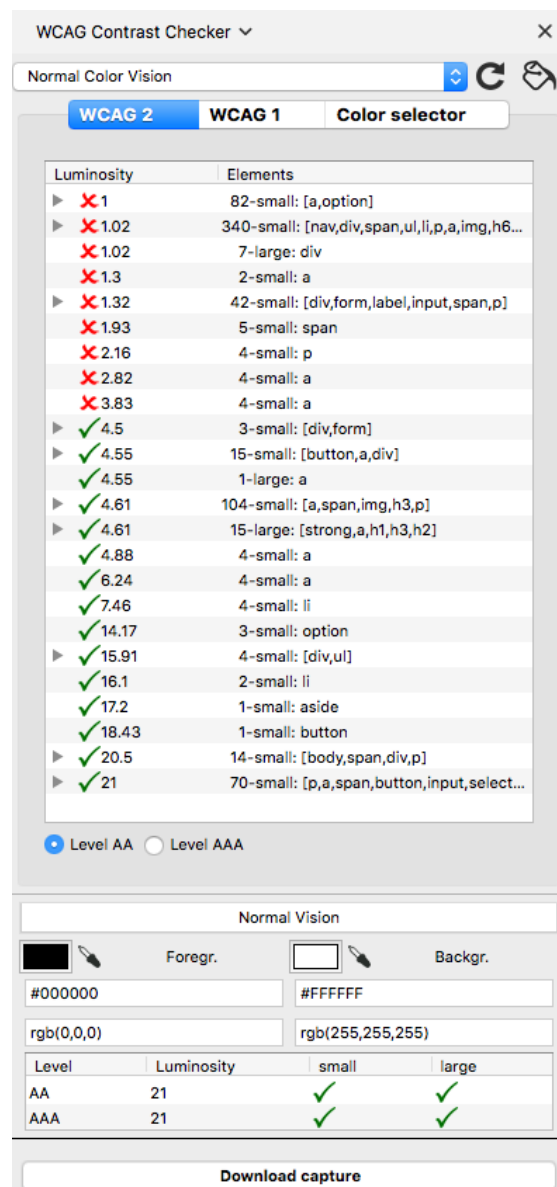 WCAG Contrast Checker
Normal Color Vision
WCAG 2 WCAG 1 Color selector
Luminosity Elements
1 82-small: [a,option]
1.02 340-small: [nav,div,span,ul,li,p,a,img,h6...
1.02 7-large: div
1.3 2-small: a
1.32 42-small: [div,form,label,input,span,p]
1.93 5-small: span
2.16 4-small: p
2.82 4-small: a
3.83 4-small: a
4.5 3-small: [div,form]
4.55 15-small: [button,a,div]
4.55 1-large: a
4.61 104-small: [a,span,img,h3,p]
4.61 15-large: [strong,a,h1,h3,h2]
4.88 4-small: a
6.24 4-small: a
7.46 4-small: li
14.17 3-small: option
15.91 4-small: [div,ul]
16.1 2-small: li
17.2 1-small: aside
18.43 1-small: button
20.5 14-small: [body,span,div,p]
21 70-small: [p,a,span,button,input,select...
Level AA Level AAA
Normal Vision
Foregr. Backgr.
#000000 #FFFFFF
rgb(0,0,0) rgb(255,255,255)
Level Luminosity small large
AA 21
AAA 21
Download capture